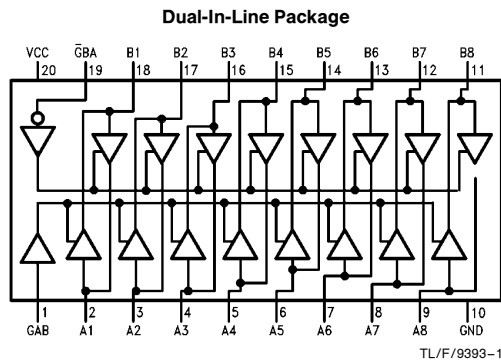 Dual-In-Line Package
VCC G̅BA B1 B2 B3 B4 B5 B6 B7 B8
20 19 18 17 16 15 14 13 12 11
1 2 3 4 5 6 7 8 9 10
GAB A1 A2 A3 A4 A5 A6 A7 A8 GND
TL/F/9393–1